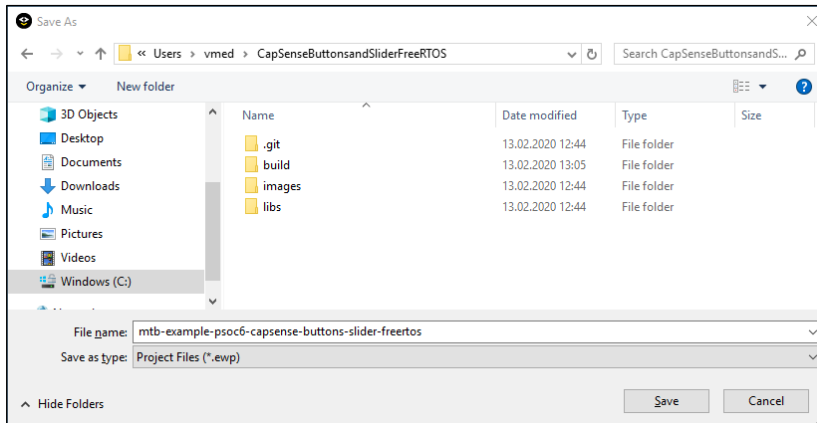 Save As
« Users › vmed › CapSenseButtonsandSliderFreeRTOS
Search CapSenseButtonsandS...
Organize
New folder
?
3D Objects
Desktop
Documents
Downloads
Music
Pictures
Videos
Windows (C:)
Name Date modified Type Size
.git 13.02.2020 12:44 File folder
build 13.02.2020 13:05 File folder
images 13.02.2020 12:44 File folder
libs 13.02.2020 12:44 File folder
File name: mtb-example-psoc6-capsense-buttons-slider-freertos
Save as type: Project Files (*.ewp)
Hide Folders
Save
Cancel